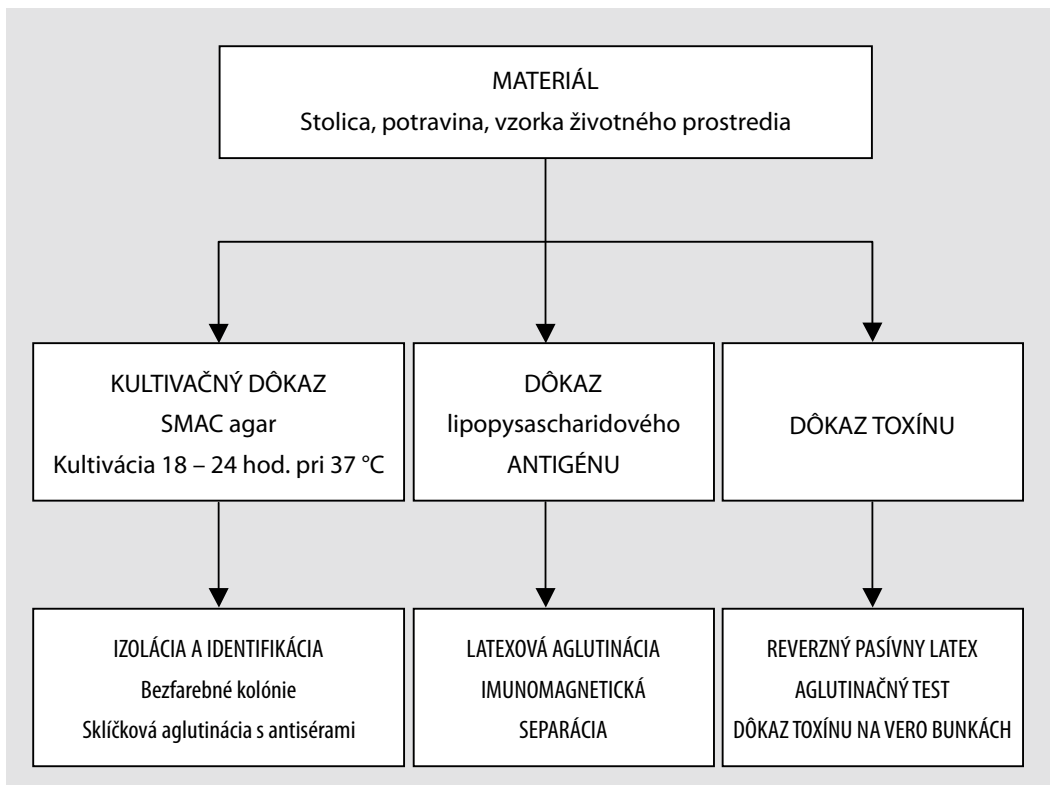 MATERIÁL
Stolica, potravina, vzorka životného prostredia
KULTIVAČNÝ DÔKAZ
SMAC agar
Kultivácia 18 – 24 hod. pri 37 °C
DÔKAZ
lipopysascharidového
ANTIGÉNU
DÔKAZ TOXÍNU
IZOLÁCIA A IDENTIFIKÁCIA
Bezfarebné kolónie
Sklíčková aglutinácia s antisérami
LATEXOVÁ AGLUTINÁCIA
IMUNOMAGNETICKÁ
SEPARÁCIA
REVERZNÝ PASÍVNY LATEX
AGLUTINAČNÝ TEST
DÔKAZ TOXÍNU NA VERO BUNKÁCH